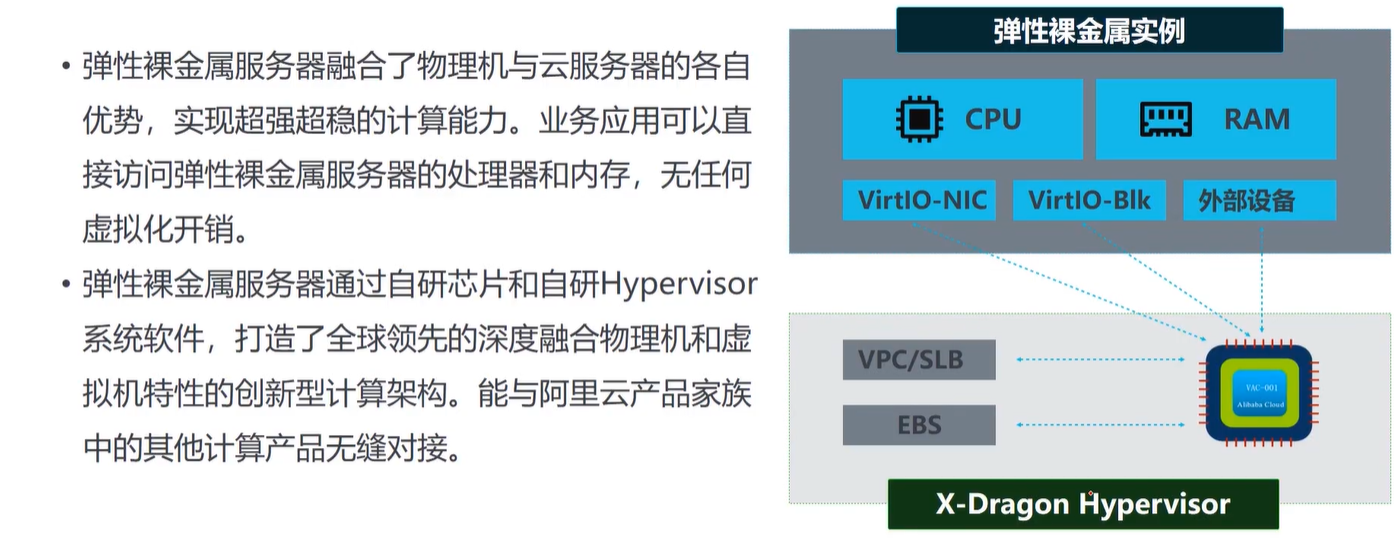 • 弹性裸金属服务器融合了物理机与云服务器的各自
优势，实现超强超稳的计算能力。业务应用可以直
接访问弹性裸金属服务器的处理器和内存，无任何
虚拟化开销。
• 弹性裸金属服务器通过自研芯片和自研Hypervisor
系统软件，打造了全球领先的深度融合物理机和虚
拟机特性的创新型计算架构。能与阿里云产品家族
中的其他计算产品无缝对接。
弹性裸金属实例
CPU
RAM
VirtIO-NIC
VirtIO-Blk
外部设备
VPC/SLB
EBS
VAC-001
Alibaba Cloud
X-Dragon Hypervisor